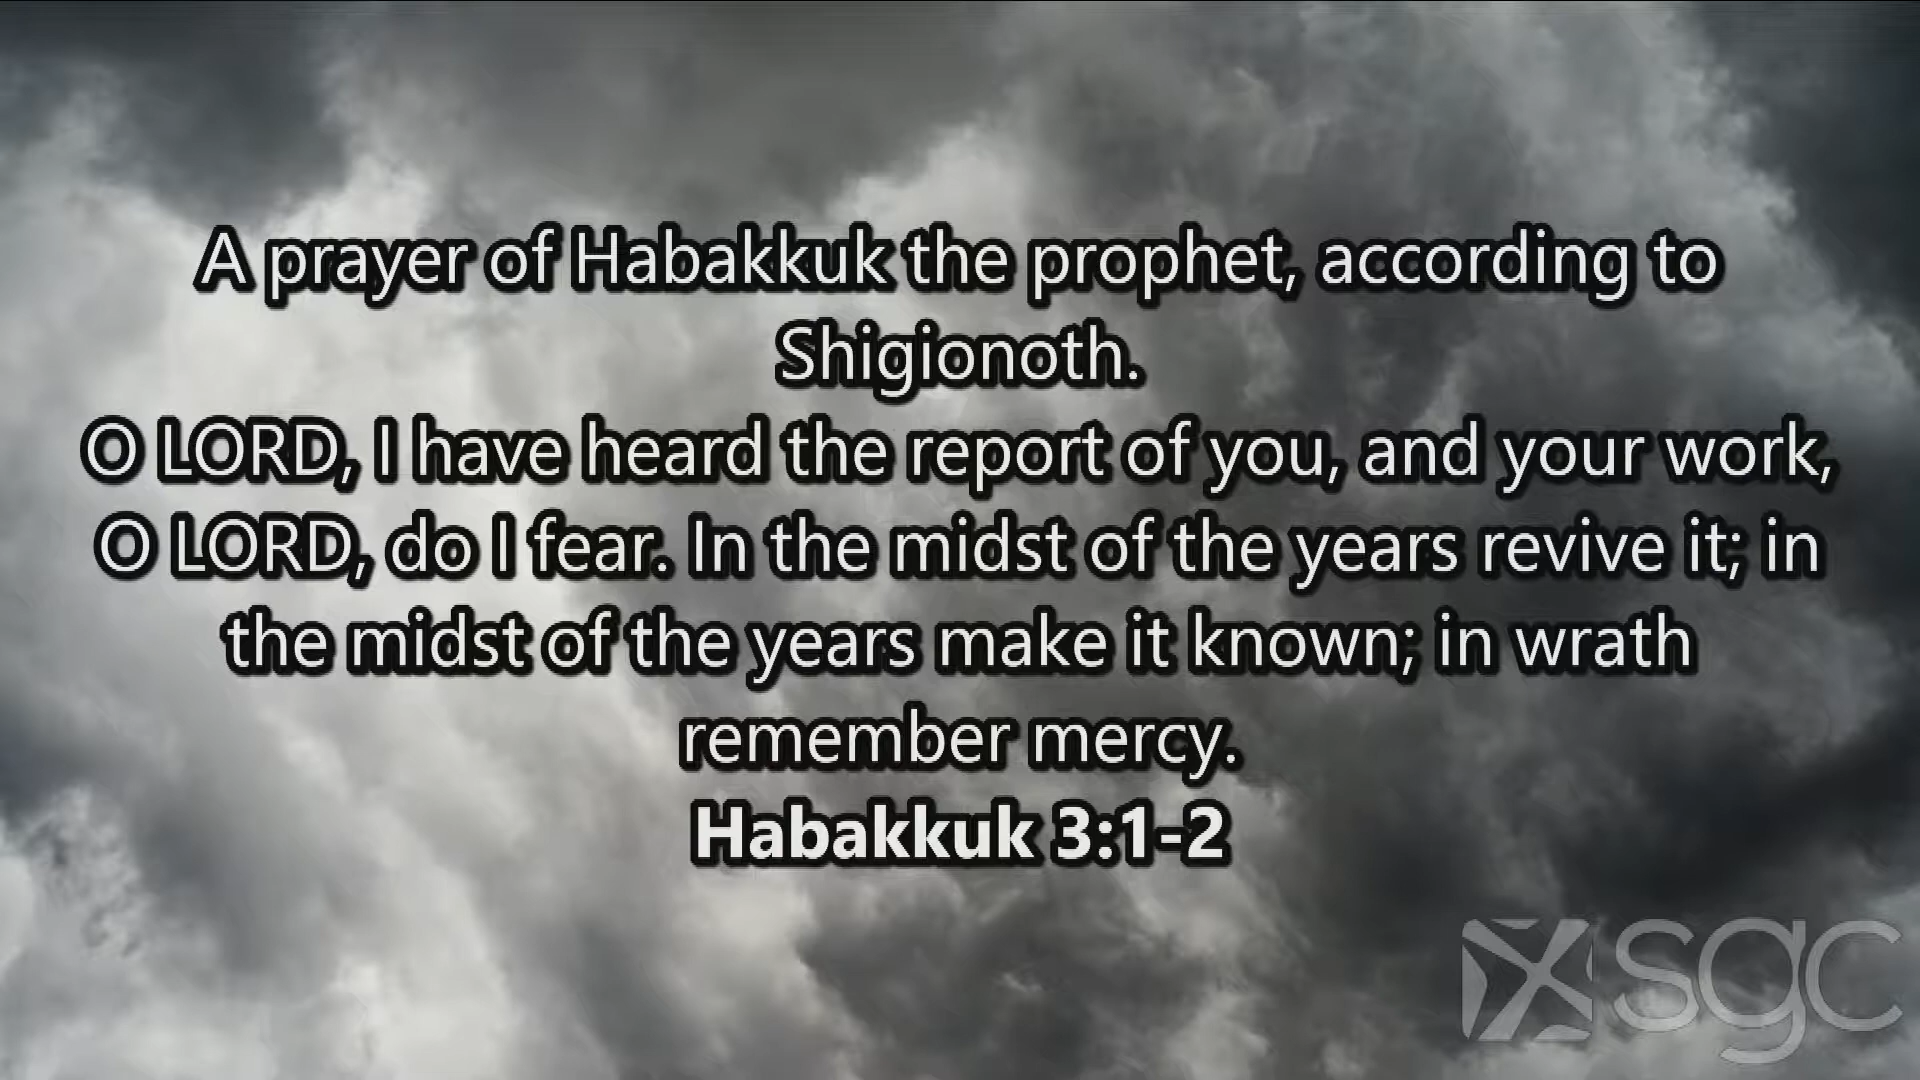 A prayer of Habakkuk the prophet, according to
Shigionoth.
O LORD, I have heard the report of you, and your work,
O LORD, do I fear. In the midst of the years revive it; in
the midst of the years make it known; in wrath
remember mercy.
Habakkuk 3:1-2
sgc